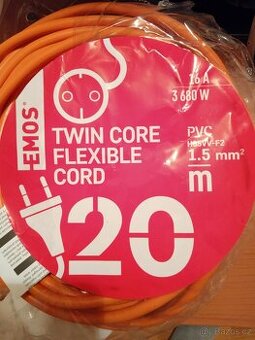 16 A
3 680 W
EMOS®
TWIN CORE
FLEXIBLE
CORD
PVC
H05VV-F2
1.5 mm²
m
20